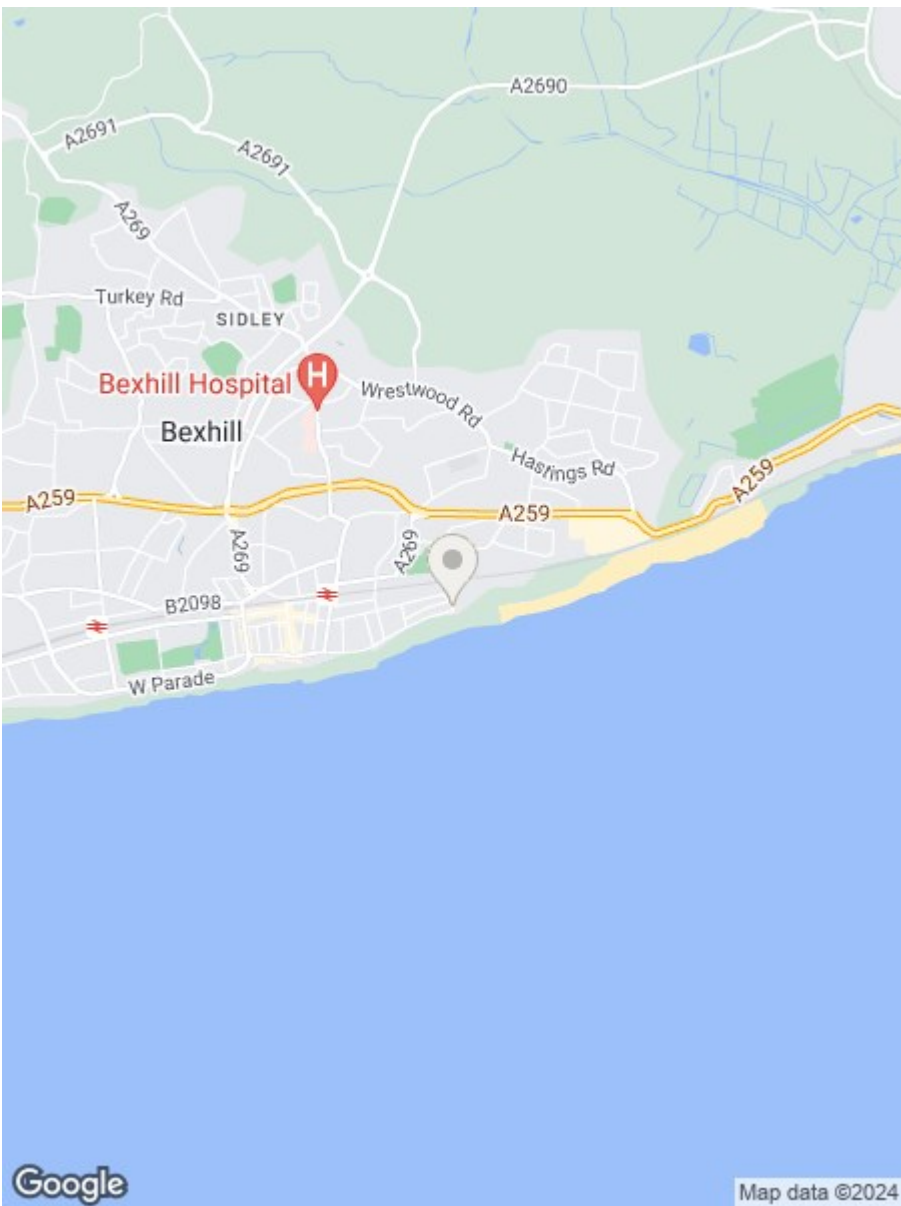 A2690
A2691
A2691
A269
Turkey Rd
SIDLEY
Bexhill Hospital
H
Wrestwood Rd
Bexhill
Hastings Rd
A259
A259
A259
A269
A269
B2098
W Parade
Google
Map data ©2024